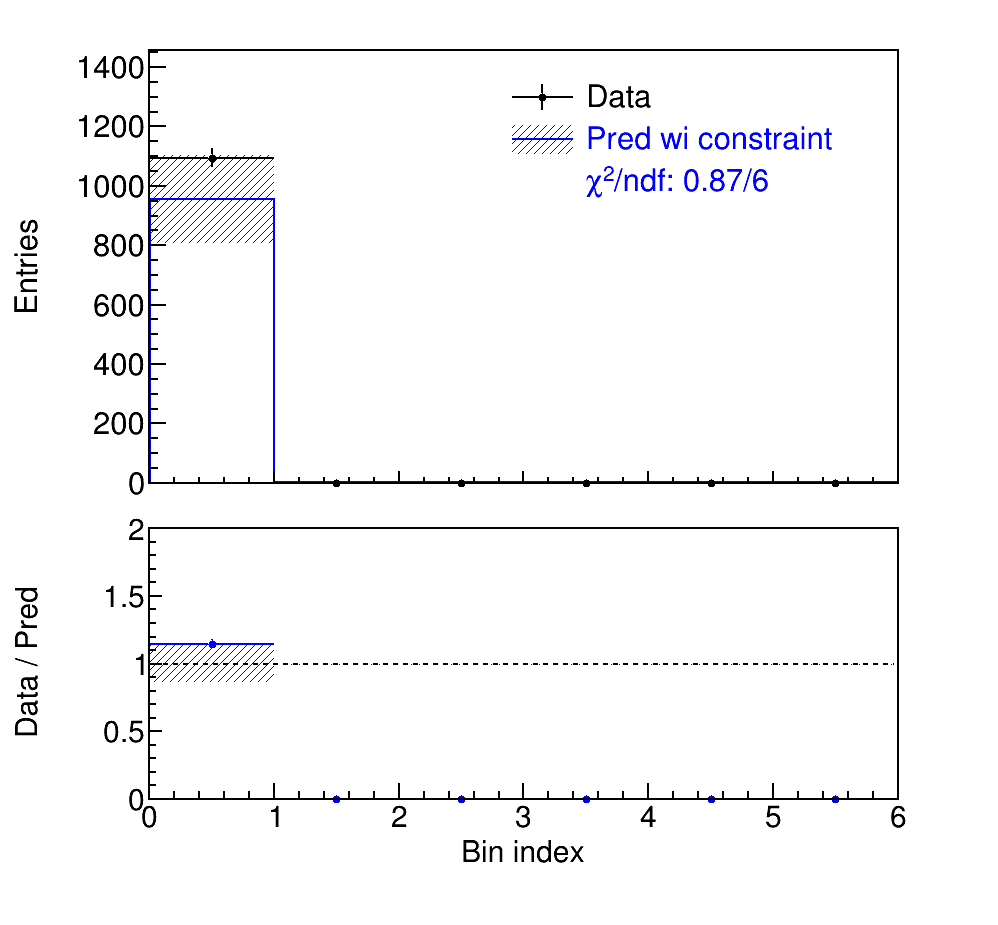 1400
1200
1000
800
600
400
200
0
Entries
Data
Pred wi constraint
χ²/ndf: 0.87/6
2
1.5
1
0.5
0
Data / Pred
0 1 2 3 4 5 6
Bin index